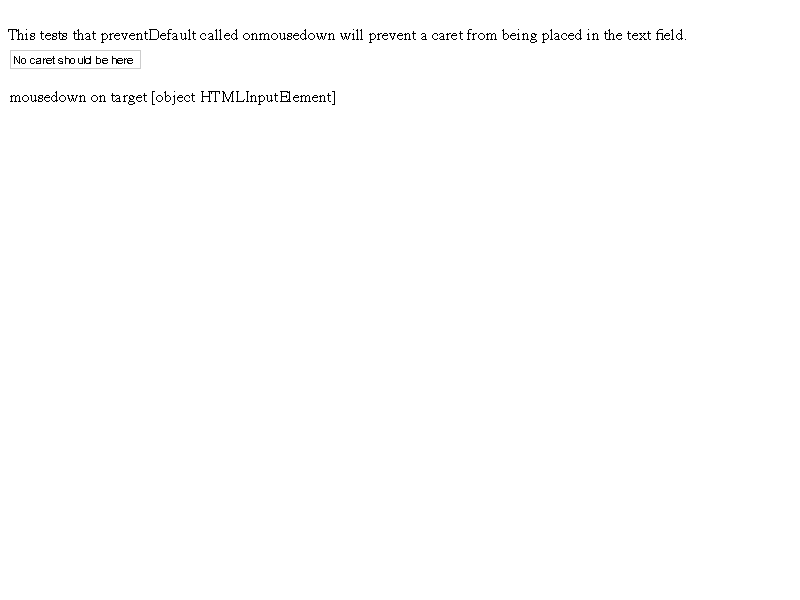 This tests that preventDefault called onmousedown will prevent a caret from being placed in the text field.
No caret should be here
mousedown on target [object HTMLInputElement]